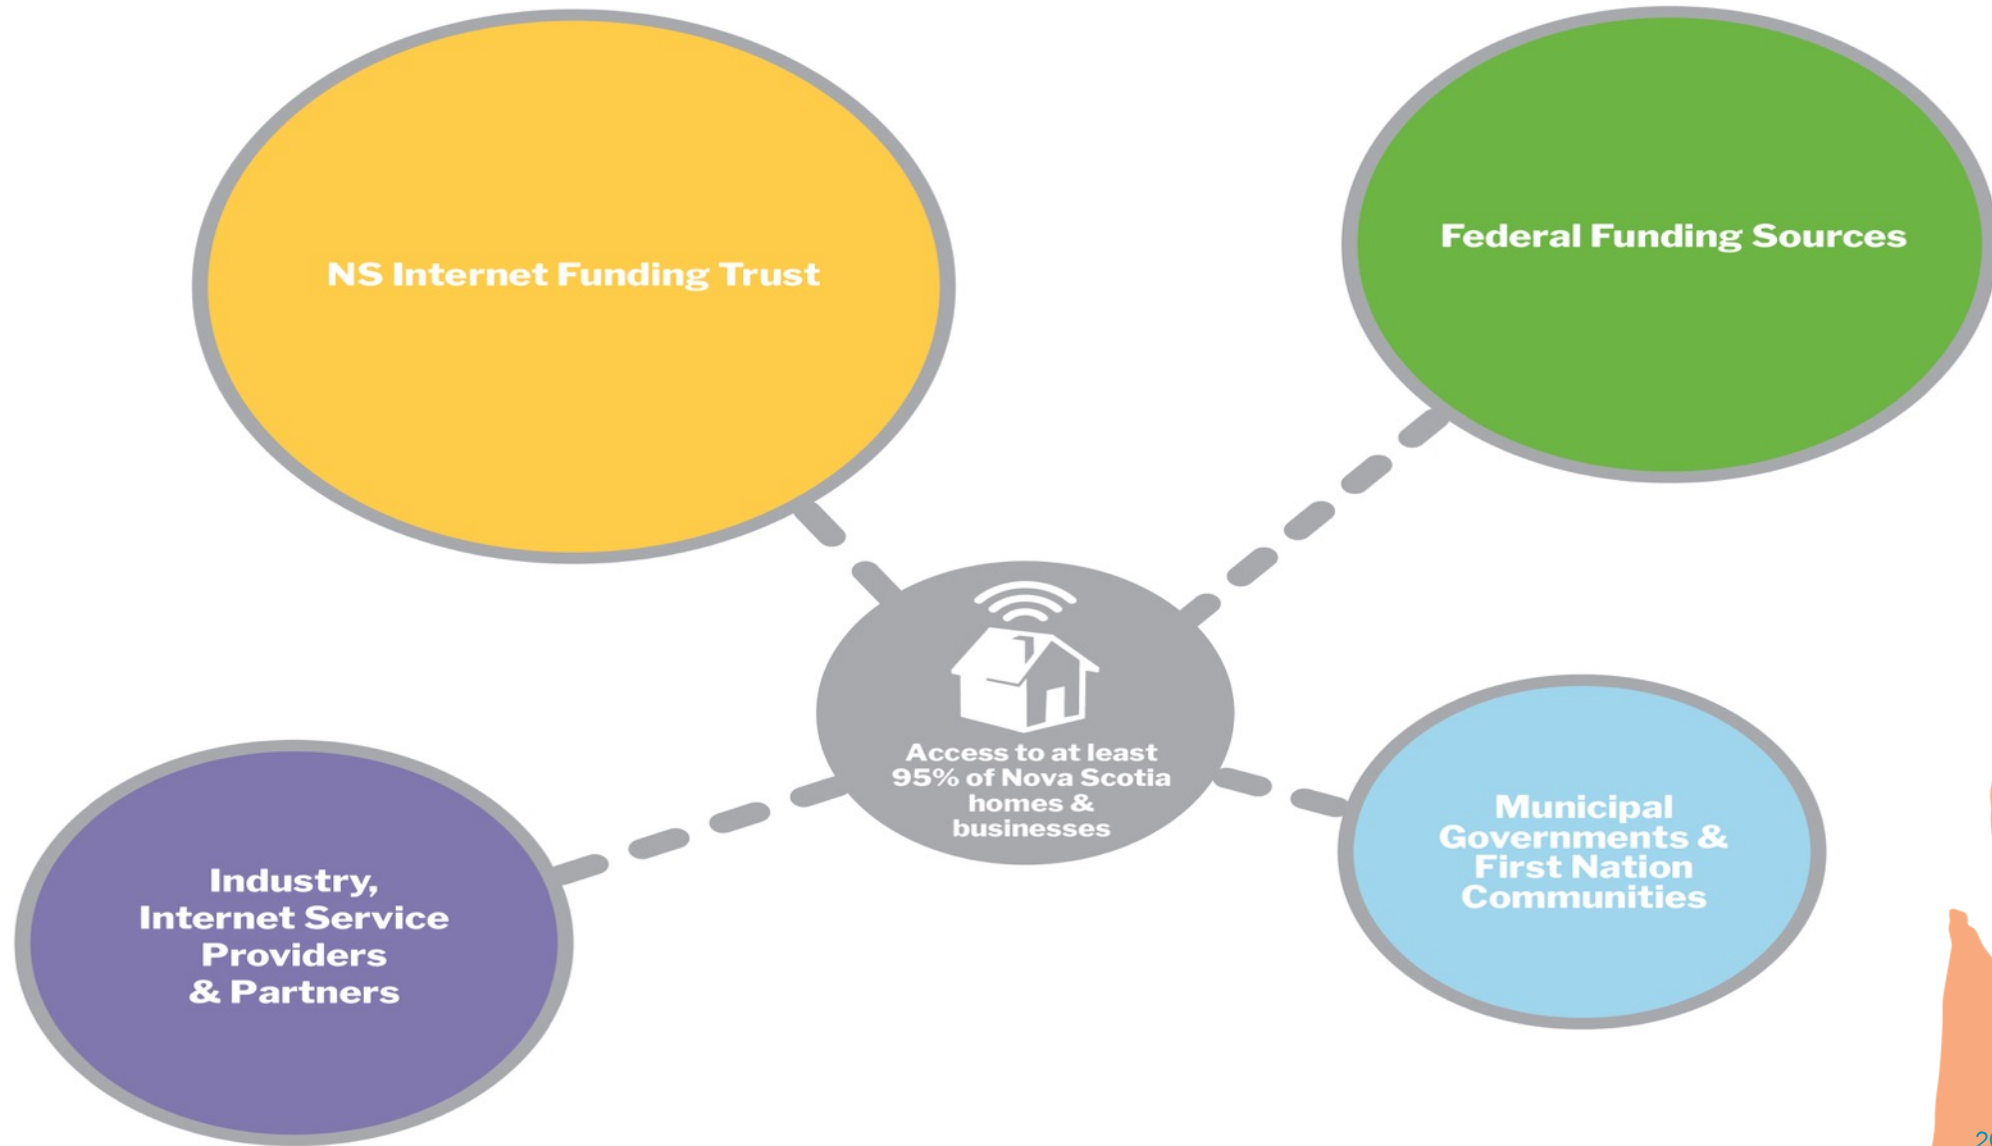 NS Internet Funding Trust
Federal Funding Sources
Access to at least
95% of Nova Scotia
homes &
businesses
Municipal
Governments &
First Nation
Communities
Industry,
Internet Service
Providers
& Partners